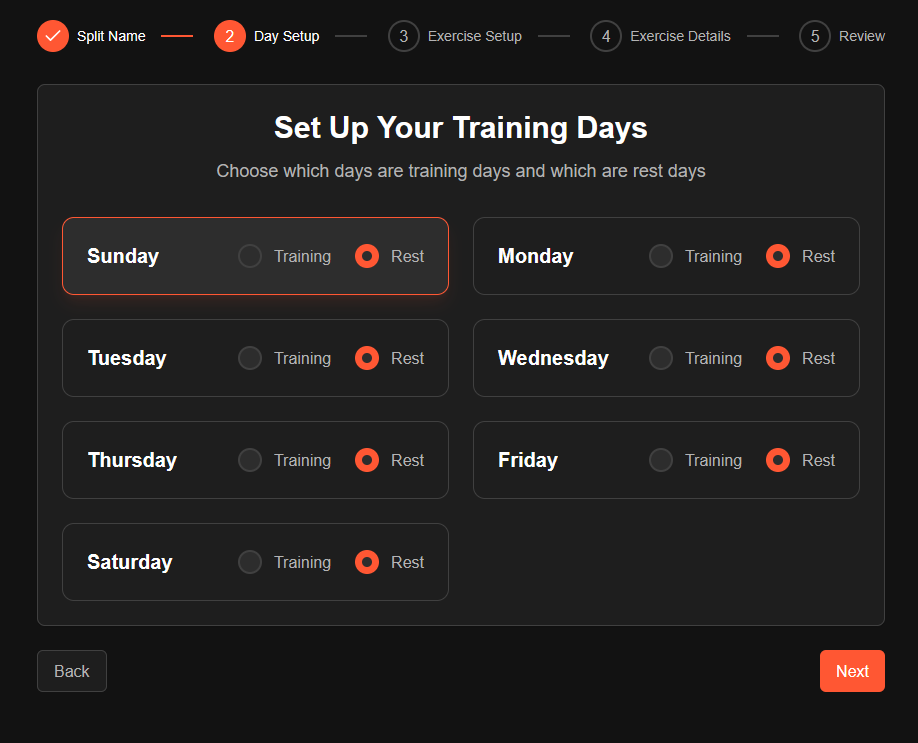 Split Name 2 Day Setup 3 Exercise Setup 4 Exercise Details 5 Review
Set Up Your Training Days
Choose which days are training days and which are rest days
Sunday Training Rest
Monday Training Rest
Tuesday Training Rest
Wednesday Training Rest
Thursday Training Rest
Friday Training Rest
Saturday Training Rest
Back
Next